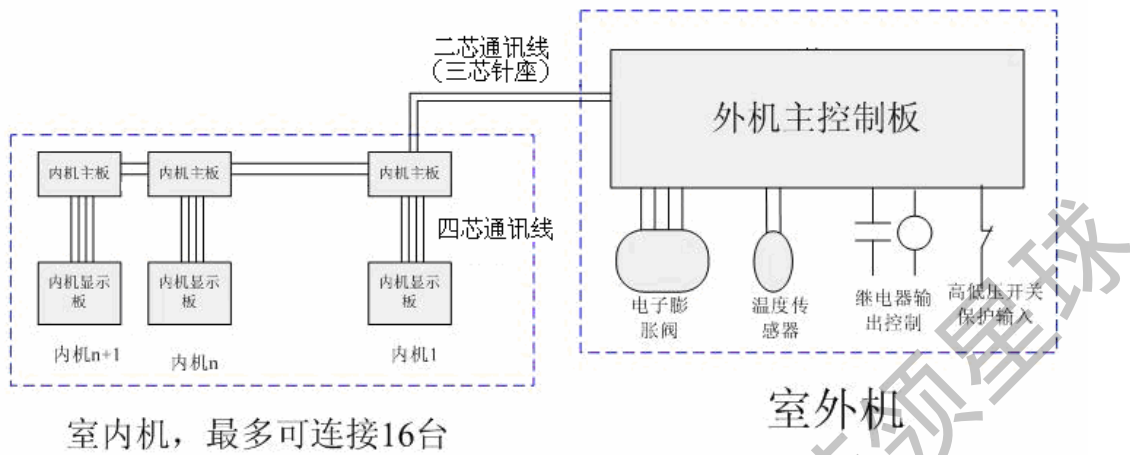 二芯通讯线
（三芯针座）
外机主控制板
内机主板
内机主板
内机主板
四芯通讯线
内机显示
板
内机显示
板
内机显示
板
内机n+1
内机n
内机1
电子膨
胀阀
温度传
感器
继电器输
出控制
高低压开关
保护输入
室内机，最多可连接16台
室外机
领星球